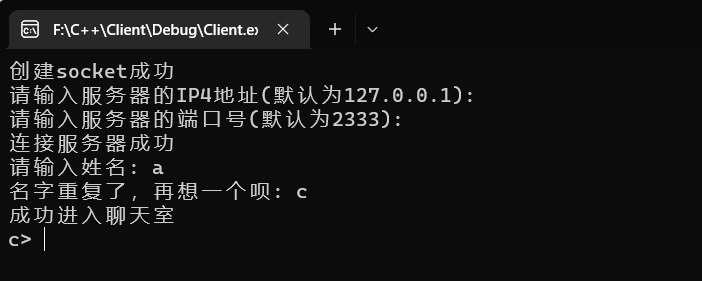 F:\C++\Client\Debug\Client.ex
创建socket成功
请输入服务器的IP4地址(默认为127.0.0.1):
请输入服务器的端口号(默认为2333):
连接服务器成功
请输入姓名: a
名字重复了，再想一个呗: c
成功进入聊天室
c>